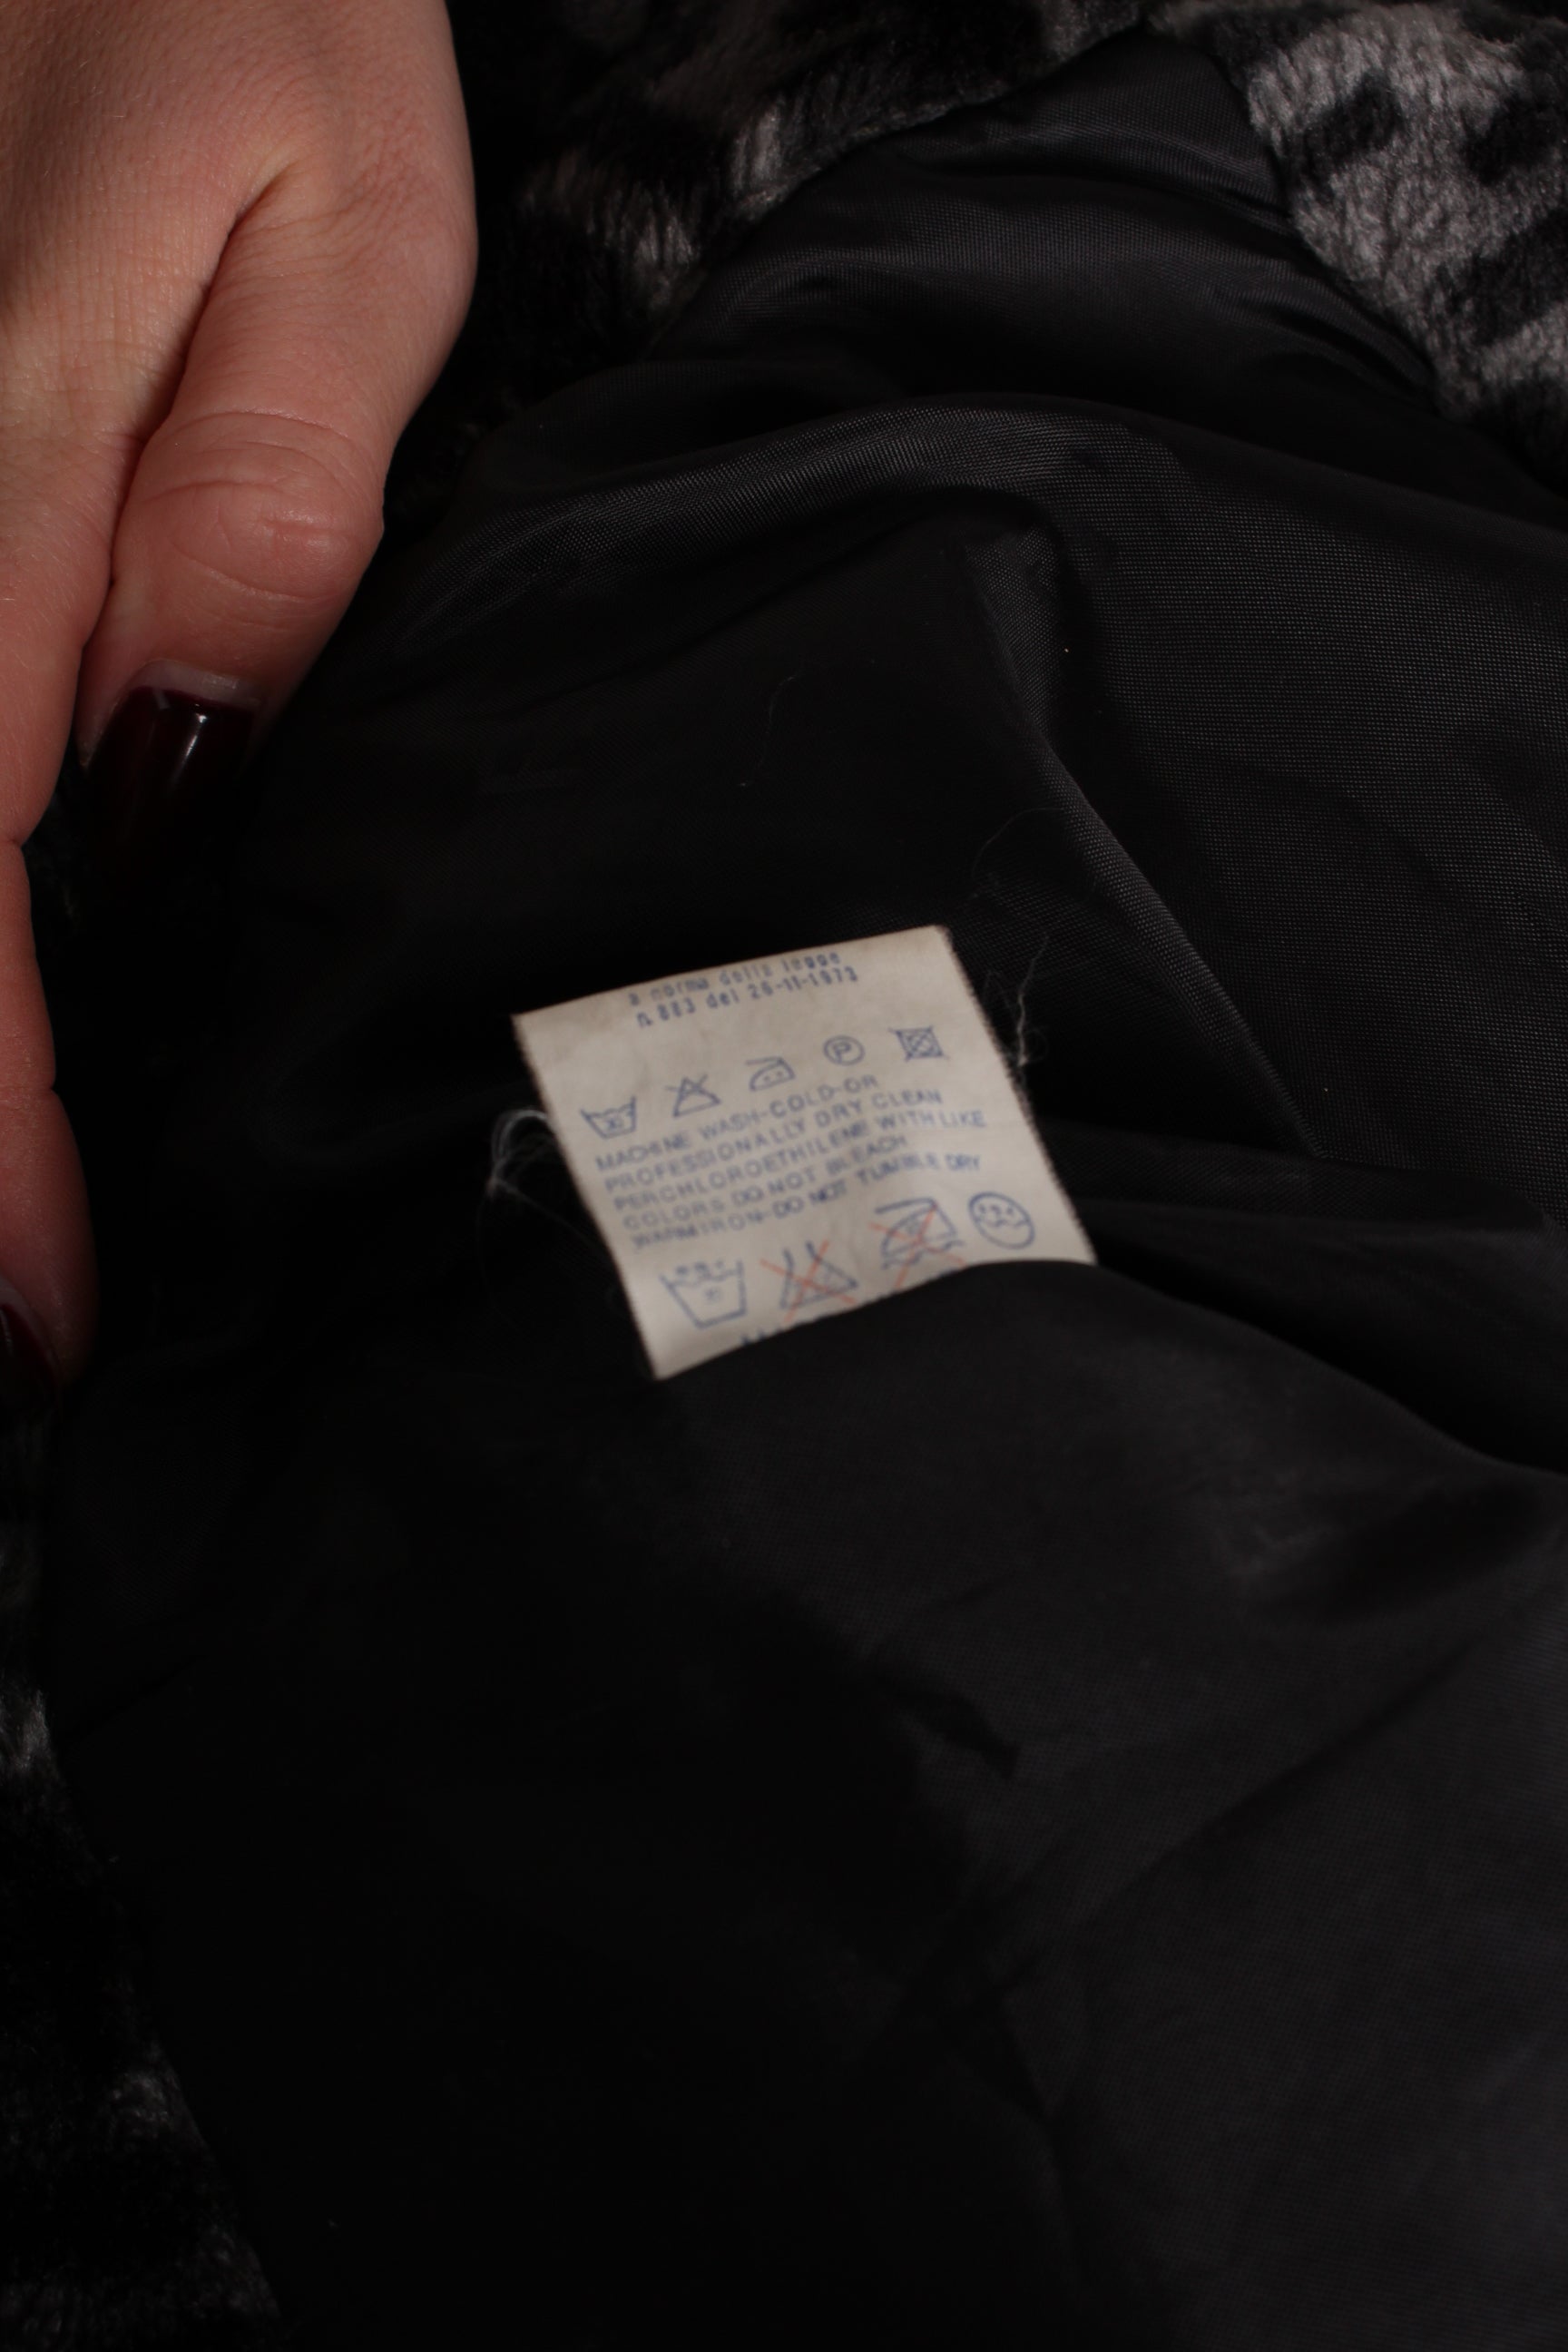 a norma della legge
n. 883 del 26-11-1973
P
MACHINE WASH-COLD-OR
PROFESSIONALLY DRY CLEAN
PERCHLOROETHILENE WITH LIKE
COLORS DO NOT BLEACH
WARM IRON-DO NOT TUMBLE DRY